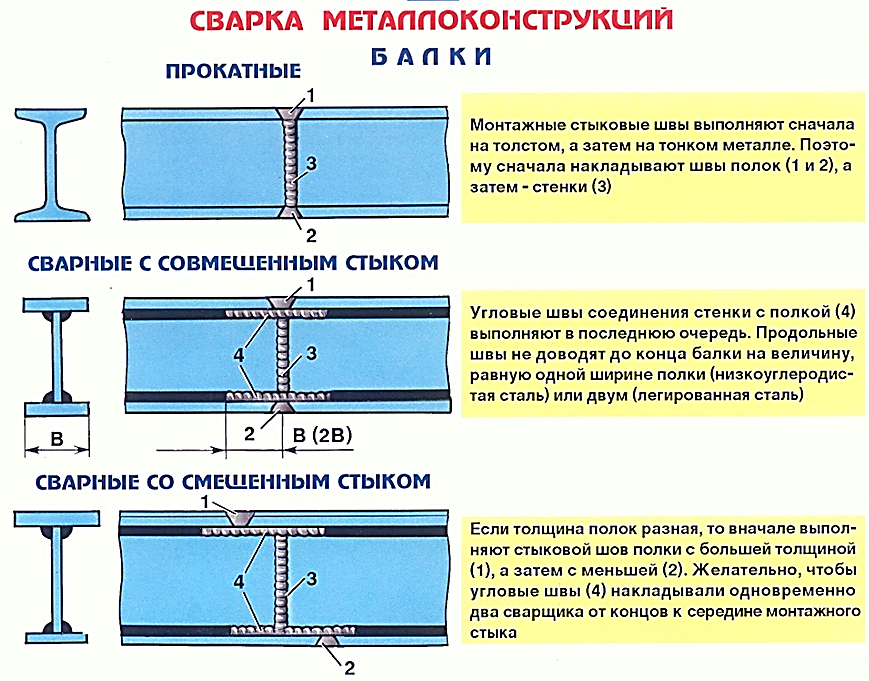 СВАРКА МЕТАЛЛОКОНСТРУКЦИЙ
БАЛКИ
ПРОКАТНЫЕ
1
3
2
Монтажные стыковые швы выполняют сначала
на толстом, а затем на тонком металле. Поэто-
му сначала накладывают швы полок (1 и 2), а
затем - стенки (3)
СВАРНЫЕ С СОВМЕЩЕННЫМ СТЫКОМ
1
4
3
2
В
В (2В)
Угловые швы соединения стенки с полкой (4)
выполняют в последнюю очередь. Продольные
швы не доводят до конца балки на величину,
равную одной ширине полки (низкоуглеродис-
тая сталь) или двум (легированная сталь)
СВАРНЫЕ СО СМЕЩЕННЫМ СТЫКОМ
1
4
3
2
Если толщина полок разная, то вначале выпол-
няют стыковой шов полки с большей толщиной
(1), а затем с меньшей (2). Желательно, чтобы
угловые швы (4) накладывали одновременно
два сварщика от концов к середине монтажного
стыка